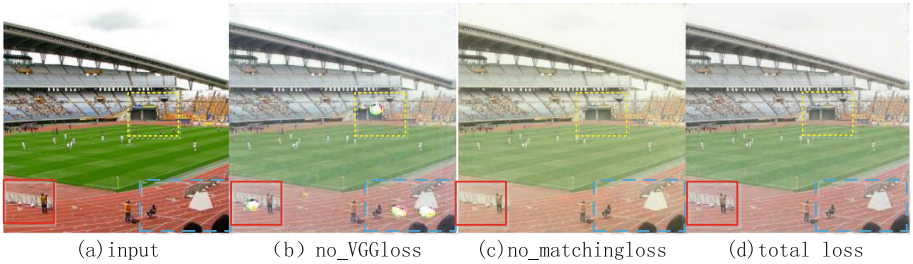 (a)input
(b) no_VGGloss
(c)no_matchingloss
(d)total loss